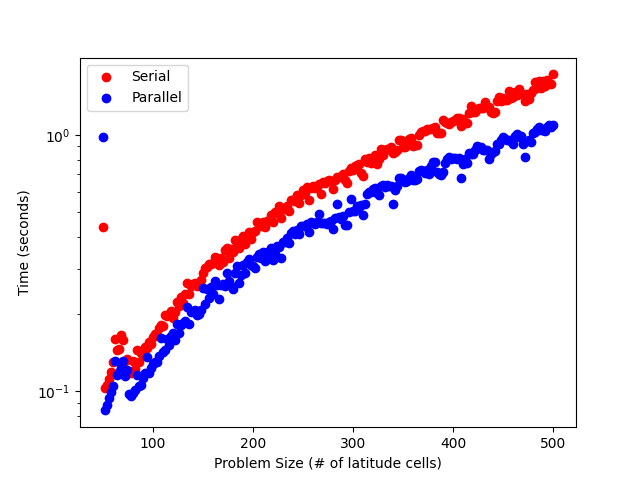 Serial
Parallel
10⁰
10⁻¹
Time (seconds)
100 200 300 400 500
Problem Size (# of latitude cells)